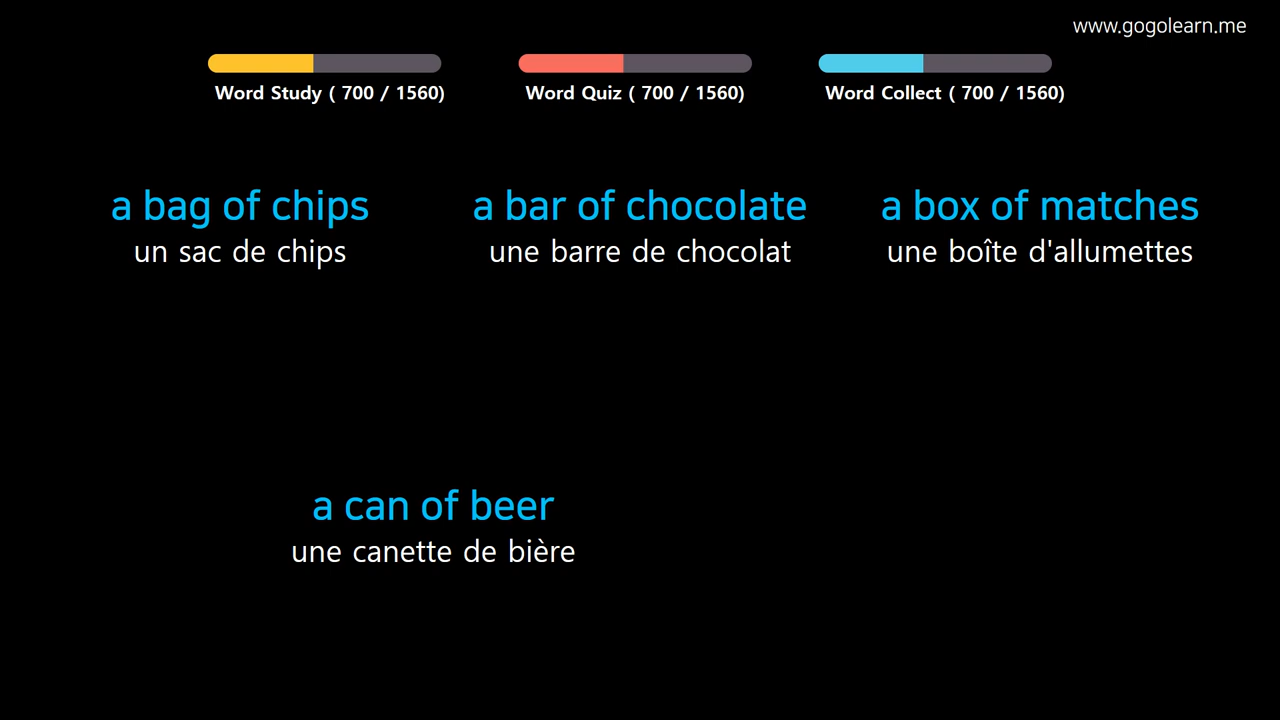 www.gogolearn.me
Word Study ( 700 / 1560)
Word Quiz ( 700 / 1560)
Word Collect ( 700 / 1560)
a bag of chips
un sac de chips
a bar of chocolate
une barre de chocolat
a box of matches
une boîte d'allumettes
a can of beer
une canette de bière